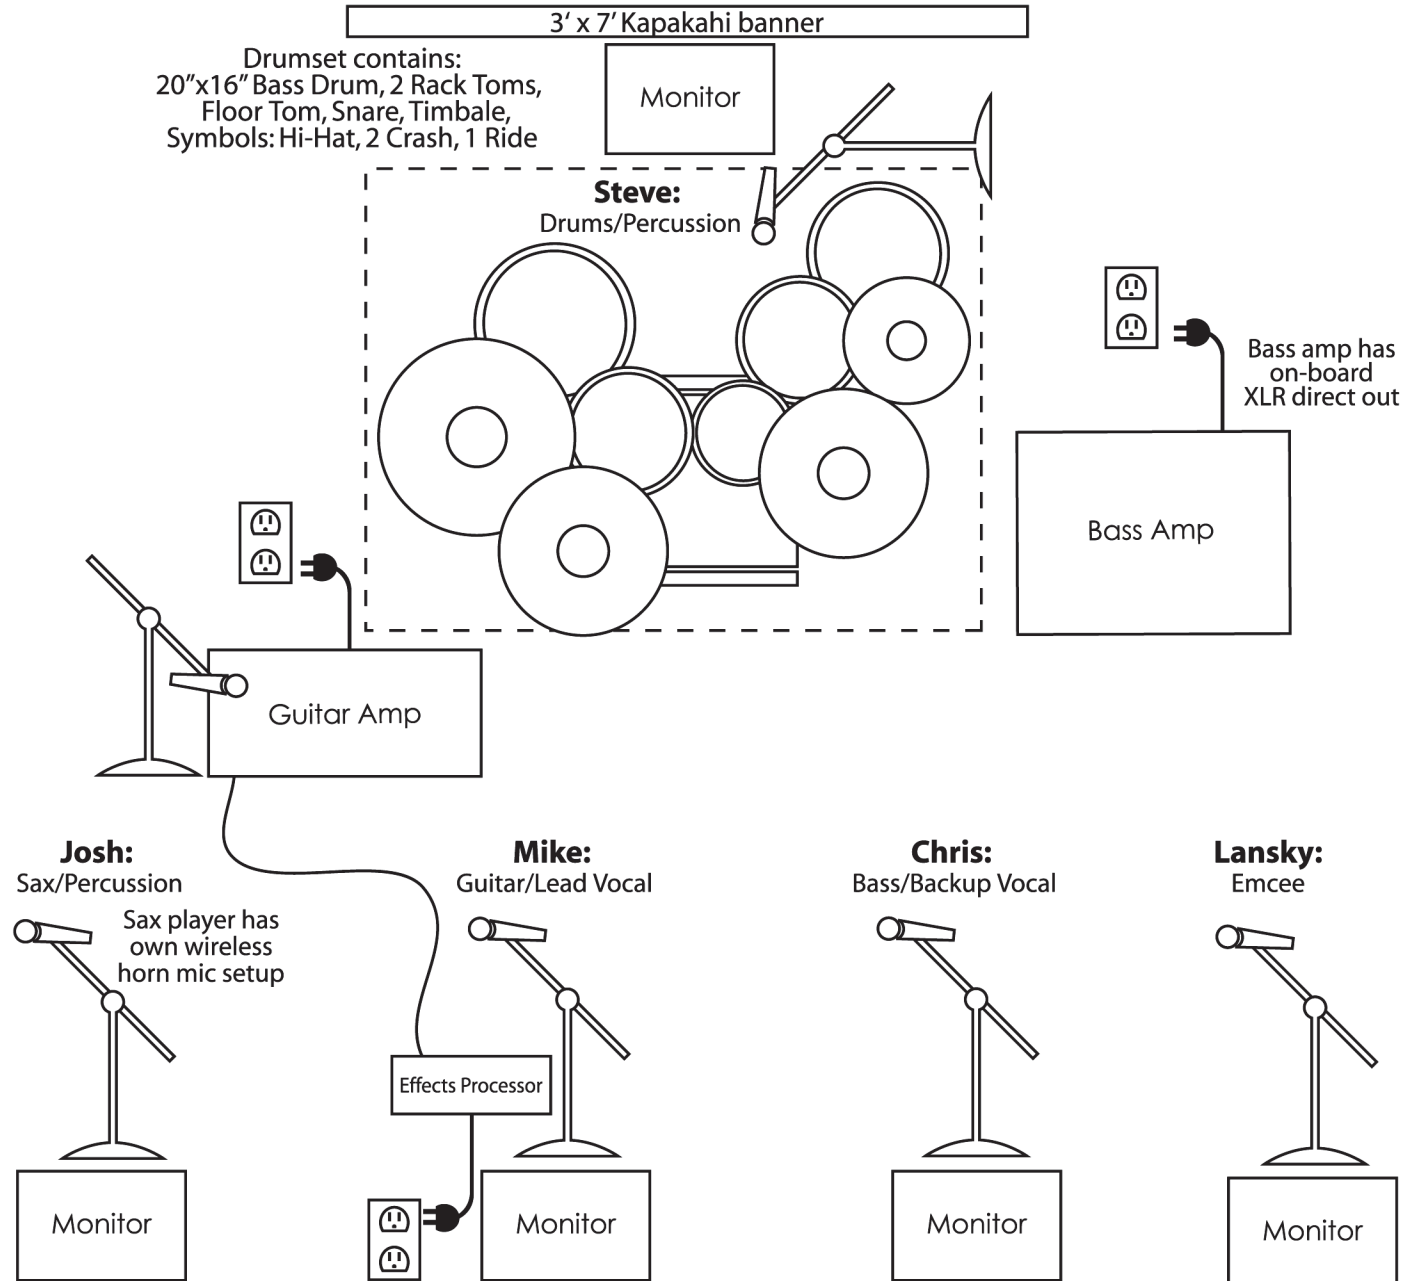 3‘ x 7’ Kapakahi banner
Drumset contains:
20”x16” Bass Drum, 2 Rack Toms,
Floor Tom, Snare, Timbale,
Symbols: Hi-Hat, 2 Crash, 1 Ride
Monitor
Steve:
Drums/Percussion
Bass amp has
on-board
XLR direct out
Bass Amp
Guitar Amp
Josh:
Sax/Percussion
Sax player has
own wireless
horn mic setup
Mike:
Guitar/Lead Vocal
Chris:
Bass/Backup Vocal
Lansky:
Emcee
Effects Processor
Monitor
Monitor
Monitor
Monitor